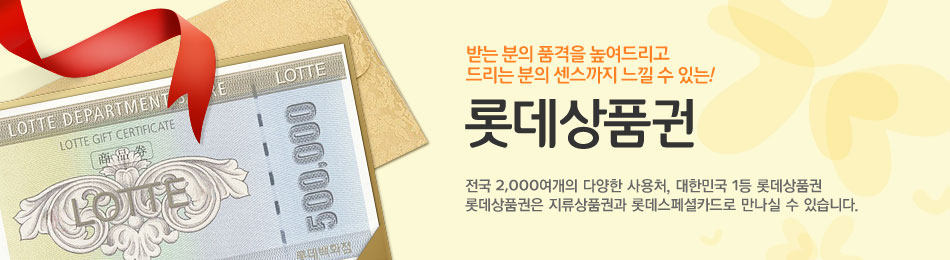 LOTTE DEPARTMENT
LOTTE
LOTTE GIFT CERTIFICATE
商品券
LOTTE
500,000
롯데백화점
받는 분의 품격을 높여드리고
드리는 분의 센스까지 느낄 수 있는!
롯데상품권
전국 2,000여개의 다양한 사용처, 대한민국 1등 롯데상품권
롯데상품권은 지류상품권과 롯데스페셜카드로 만나실 수 있습니다.